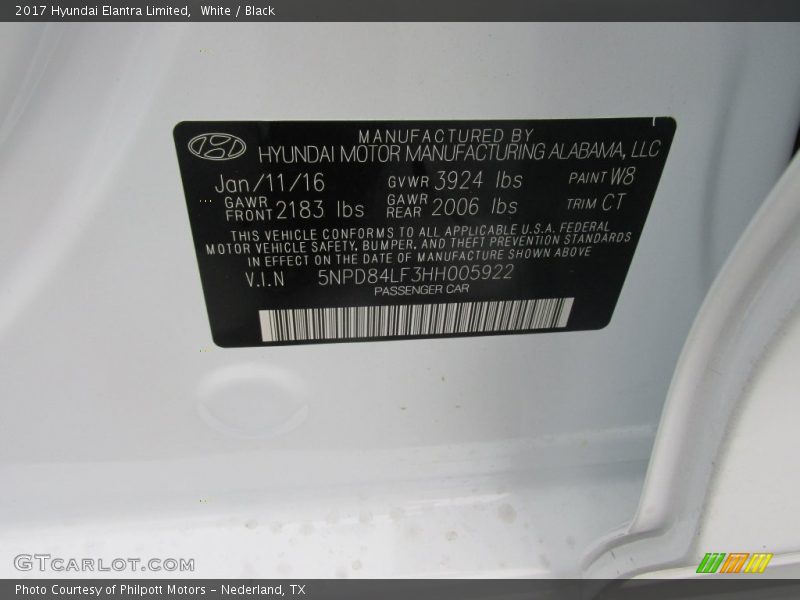 2017 Hyundai Elantra Limited, White / Black
MANUFACTURED BY
HYUNDAI MOTOR MANUFACTURING ALABAMA, LLC
Jan/11/16 GVWR 3924 lbs PAINT W8
GAWR FRONT 2183 lbs GAWR REAR 2006 lbs TRIM CT
THIS VEHICLE CONFORMS TO ALL APPLICABLE U.S.A. FEDERAL
MOTOR VEHICLE SAFETY, BUMPER, AND THEFT PREVENTION STANDARDS
IN EFFECT ON THE DATE OF MANUFACTURE SHOWN ABOVE
V.I.N 5NPD84LF3HH005922
PASSENGER CAR
GTCARLOT.COM
Photo Courtesy of Philpott Motors - Nederland, TX